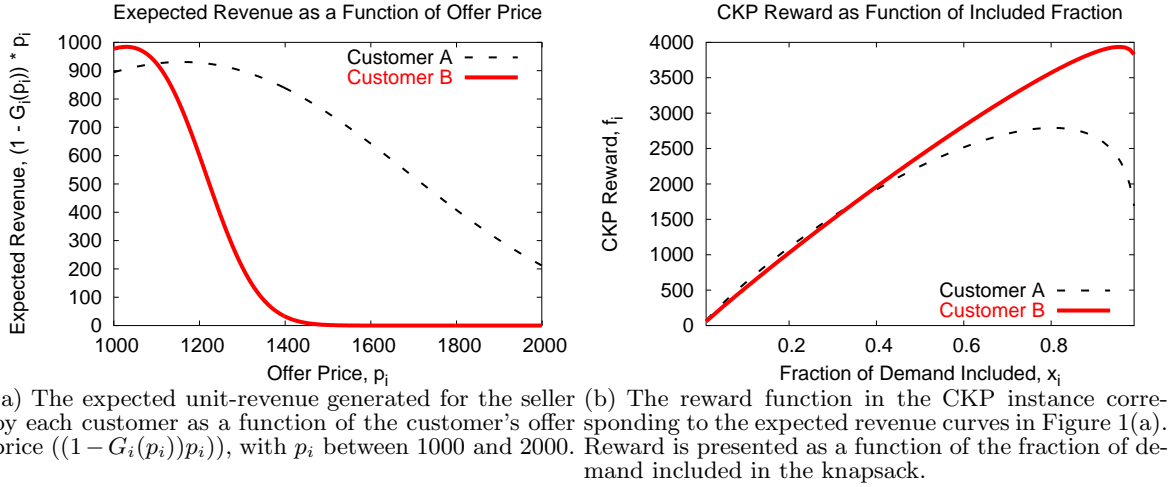 Exepected Revenue as a Function of Offer Price
Expected Revenue, (1 - G_i(p_i)) * p_i
1000
900
800
700
600
500
400
300
200
100
0
Customer A
Customer B
1000 1200 1400 1600 1800 2000
Offer Price, p_i
a) The expected unit-revenue generated for the seller
by each customer as a function of the customer's offer
price ((1 − G_i(p_i))p_i)), with p_i between 1000 and 2000.
CKP Reward as Function of Included Fraction
CKP Reward, f_i
4000
3500
3000
2500
2000
1500
1000
500
0
Customer A
Customer B
0.2 0.4 0.6 0.8
Fraction of Demand Included, x_i
(b) The reward function in the CKP instance corre-
sponding to the expected revenue curves in Figure 1(a).
Reward is presented as a function of the fraction of de-
mand included in the knapsack.